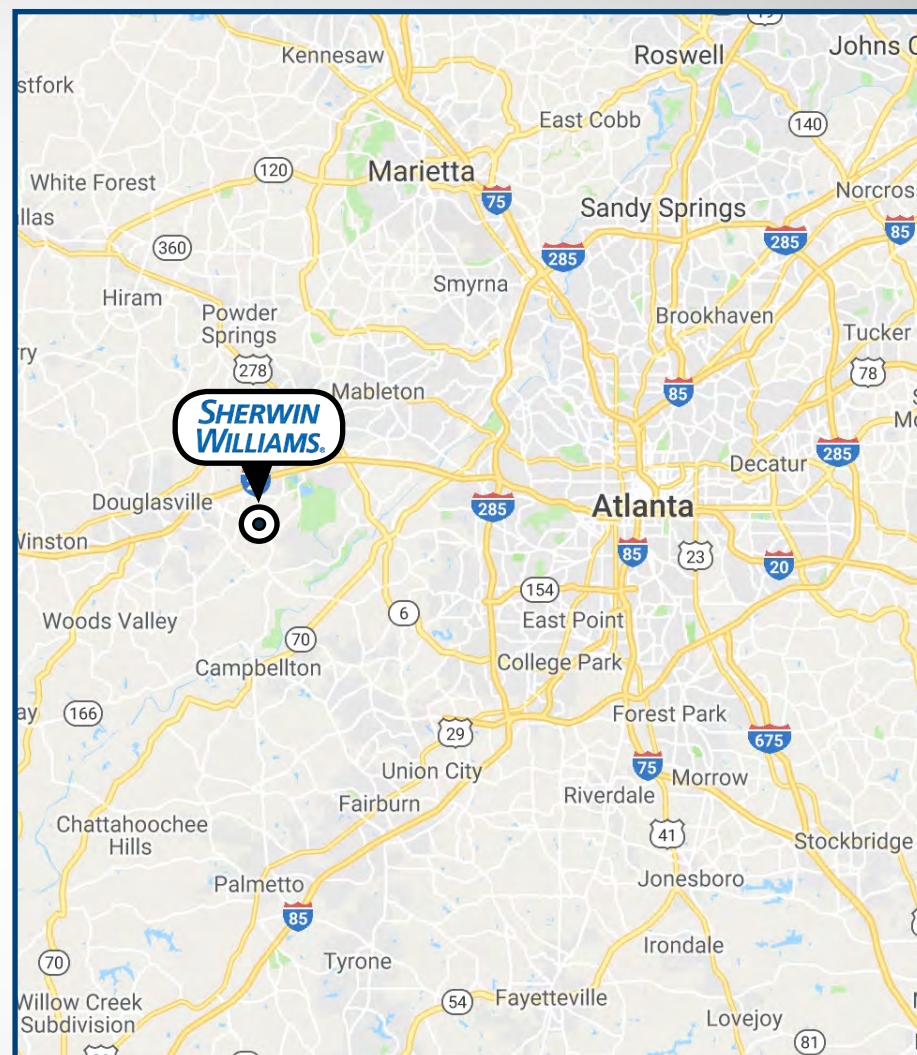 19
Kennesaw
Roswell
Johns C
stfork
East Cobb
140
120
Marietta
White Forest
75
Norcros
llas
Sandy Springs
85
360
285
285
Smyrna
Hiram
Powder
Springs
Brookhaven
Tucker
ry
278
78
Mableton
85
S
SHERWIN
WILLIAMS®
Mc
285
Decatur
Douglasville
285
Atlanta
Winston
85
23
20
154
6
East Point
Woods Valley
70
College Park
Campbellton
ay
166
Forest Park
29
675
Union City
75
Morrow
Riverdale
Fairburn
Chattahoochee
Hills
41
Stockbridge
Jonesboro
Palmetto
85
Irondale
Tyrone
70
54
Fayetteville
Willow Creek
Subdivision
Lovejoy
81